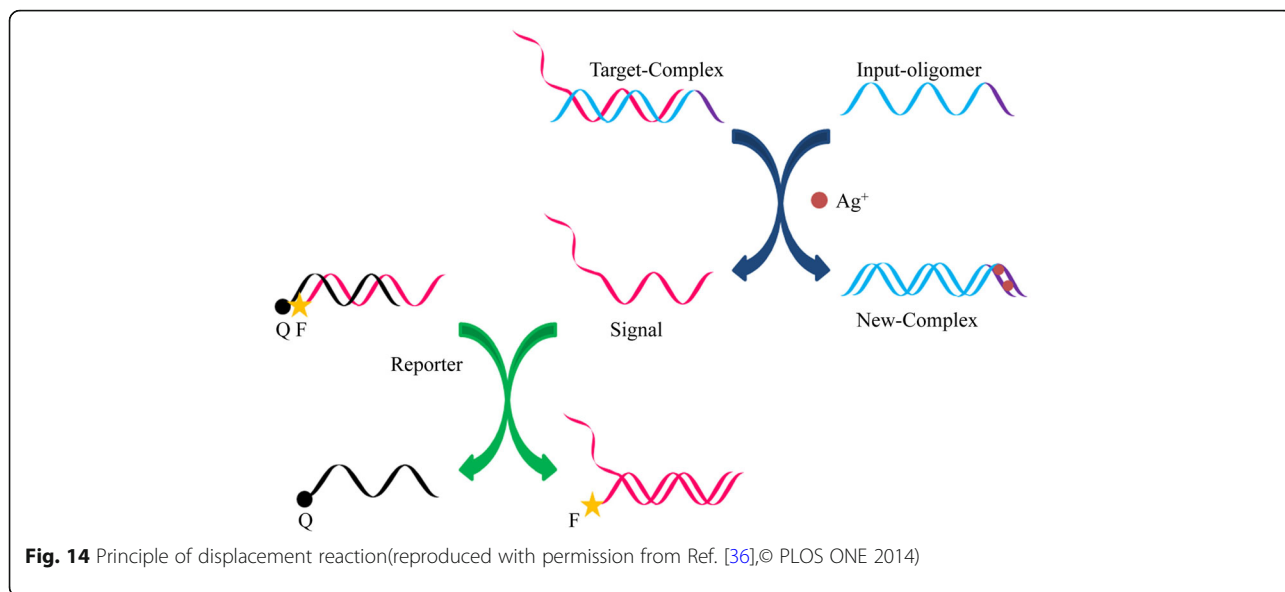 Target-Complex
Input-oligomer
Ag⁺
Q F
Signal
New-Complex
Reporter
Q
F
Fig. 14 Principle of displacement reaction(reproduced with permission from Ref. [36],© PLOS ONE 2014)